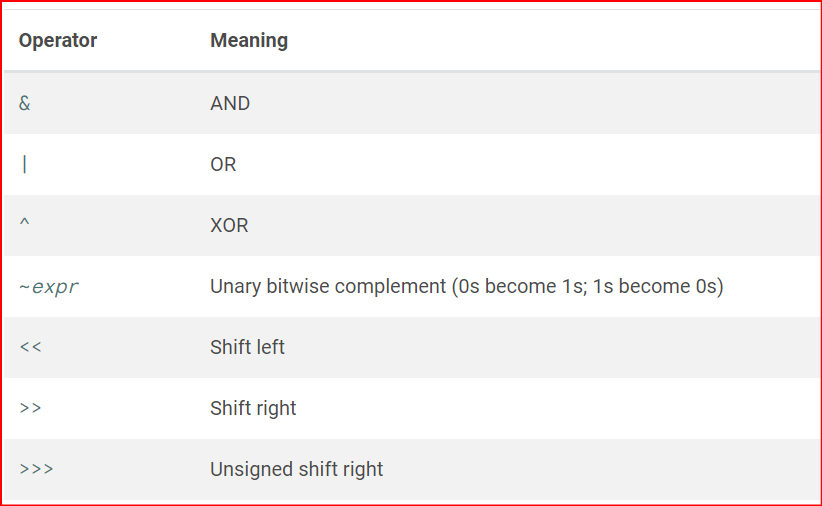 Operator Meaning
& AND
| OR
^ XOR
~expr Unary bitwise complement (0s become 1s; 1s become 0s)
<< Shift left
>> Shift right
>>> Unsigned shift right